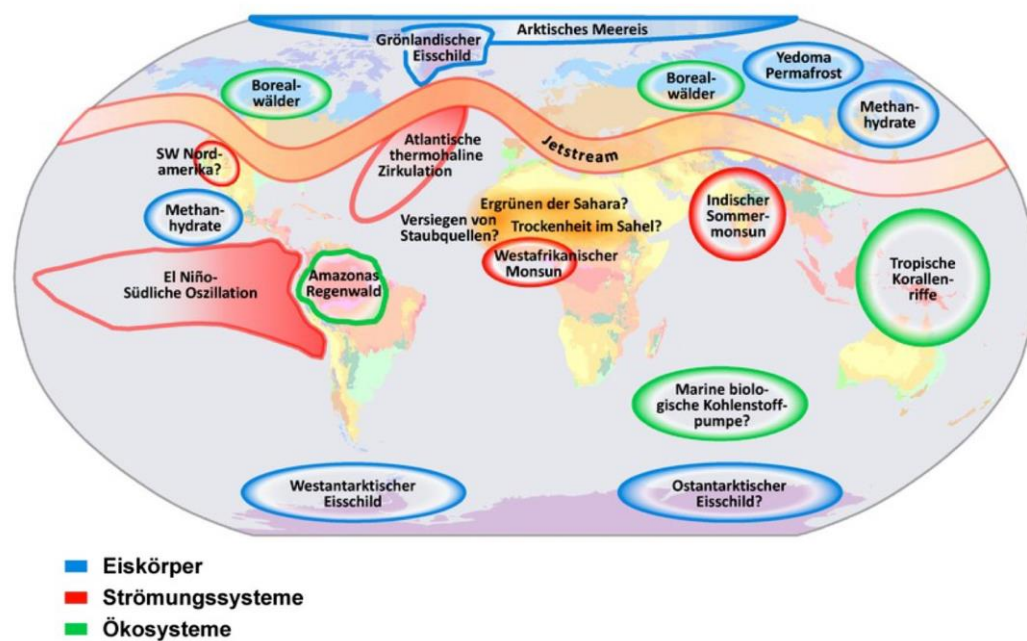 Arktisches Meereis
Grönlandischer
Eisschild
Yedoma
Permafrost
Boreal-
wälder
Boreal-
wälder
Methan-
hydrate
Atlantische
thermohaline
Zirkulation
Jetstream
SW Nord-
amerika?
Methan-
hydrate
Ergrünen der Sahara?
Versiegen von
Staubquellen?
Trockenheit im Sahel?
Indischer
Sommer-
monsun
Westafrikanischer
Monsun
El Niño-
Südliche Oszillation
Amazonas
Regenwald
Tropische
Korallen-
riffe
Marine biolo-
gische Kohlenstoff-
pumpe?
Westantarktischer
Eisschild
Ostantarktischer
Eisschild?
Eiskörper
Strömungssysteme
Ökosysteme